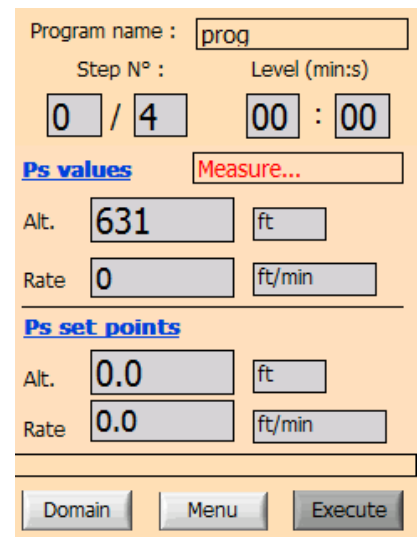 Program name : prog
Step N° : Level (min:s)
0 / 4 00 : 00
Ps values Measure...
Alt. 631 ft
Rate 0 ft/min
Ps set points
Alt. 0.0 ft
Rate 0.0 ft/min
Domain Menu Execute